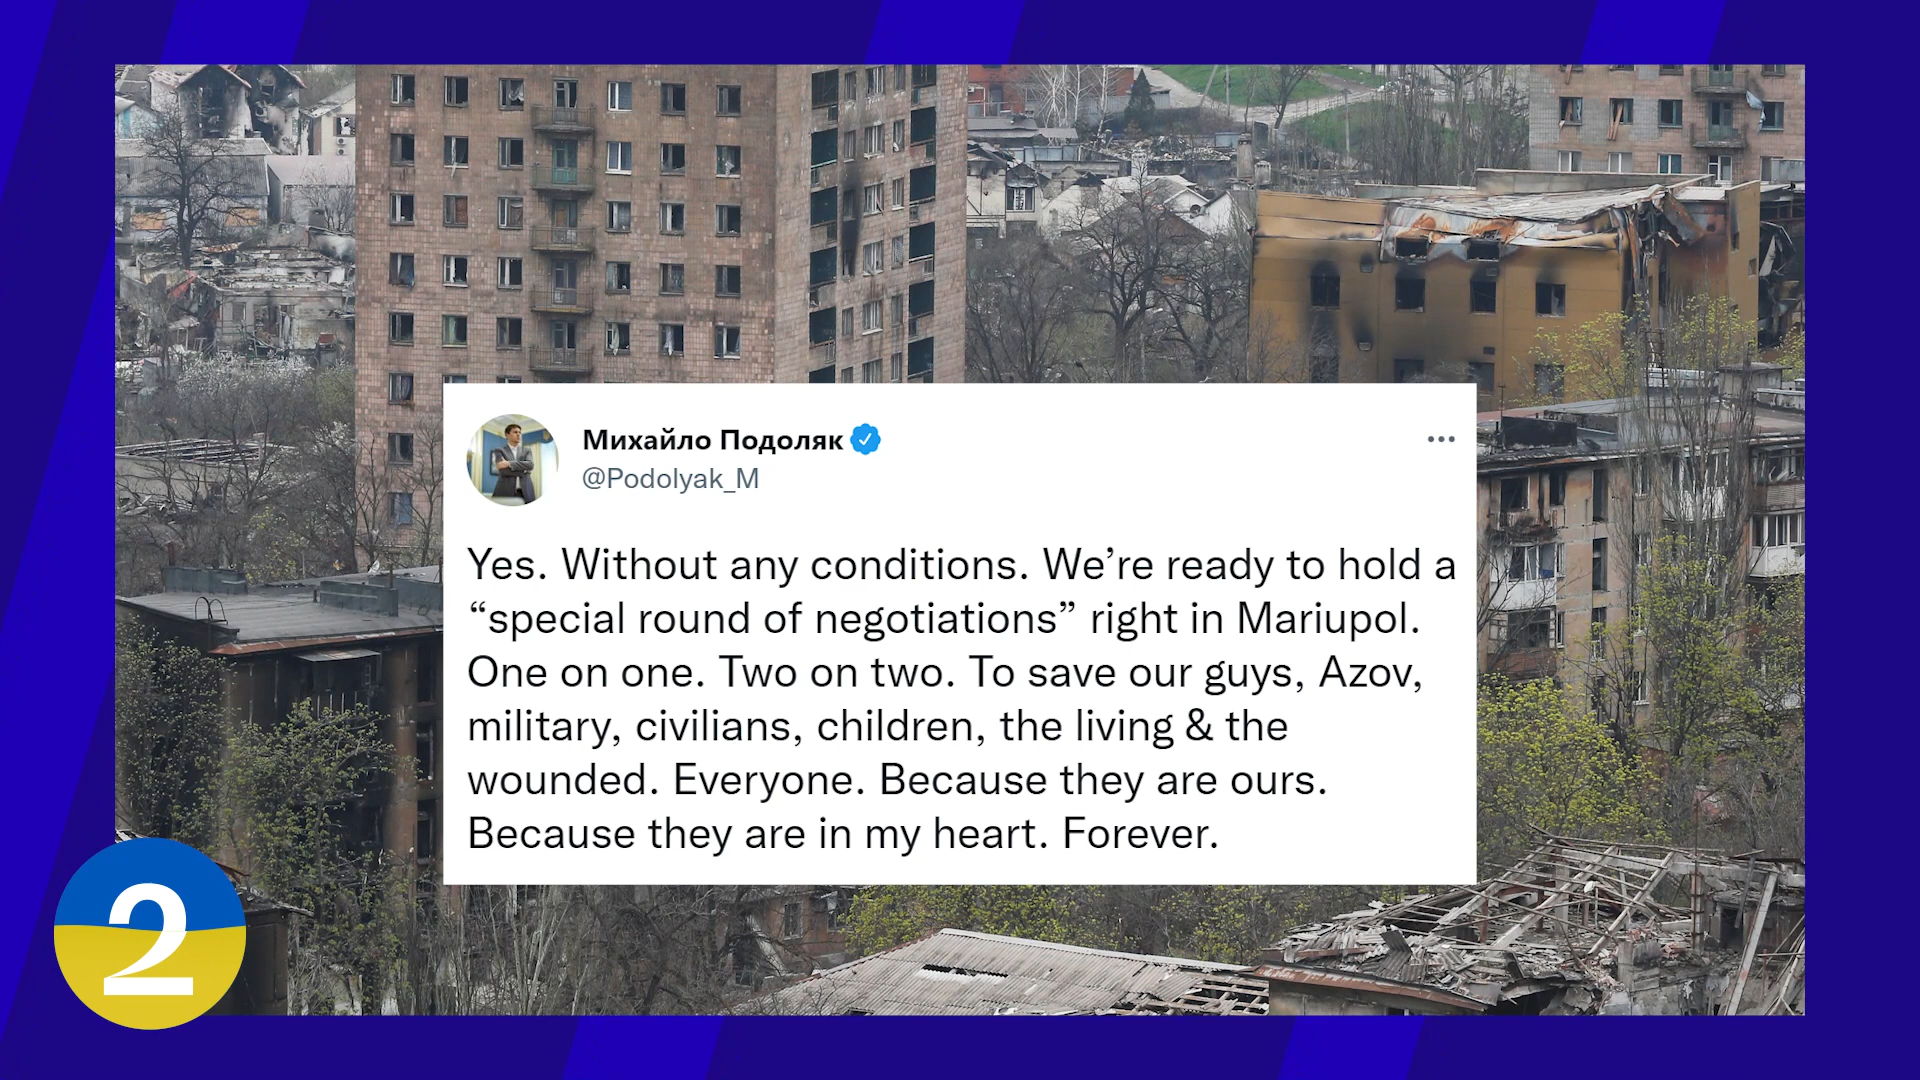 Михайло Подоляк
@Podolyak_M
Yes. Without any conditions. We’re ready to hold a
“special round of negotiations” right in Mariupol.
One on one. Two on two. To save our guys, Azov,
military, civilians, children, the living & the
wounded. Everyone. Because they are ours.
Because they are in my heart. Forever.
2